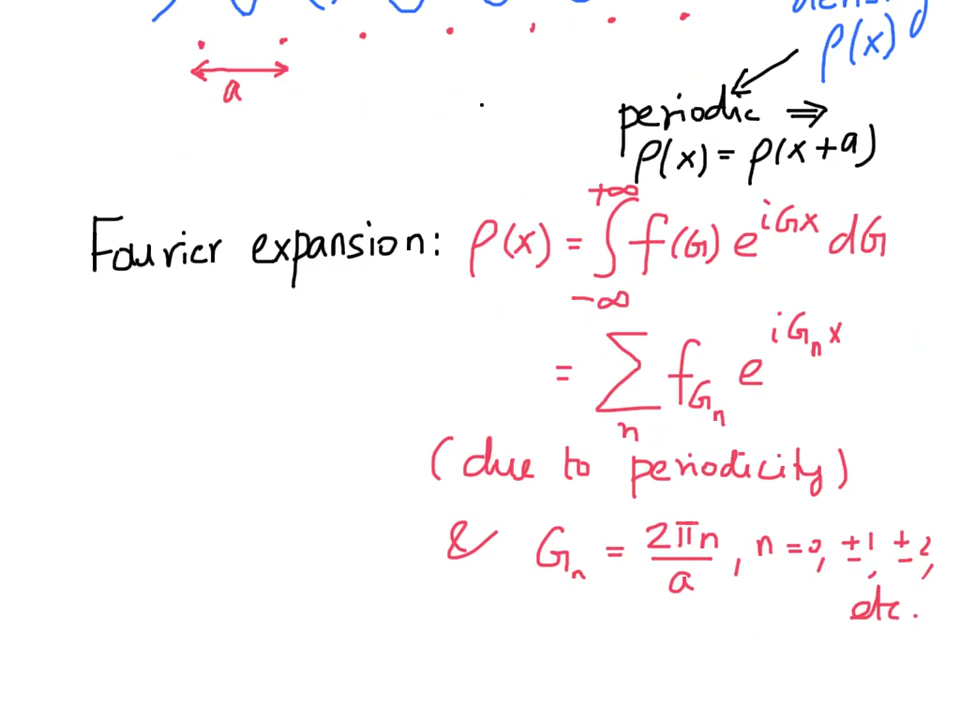 ρ(x)
a
periodic ⇒
ρ(x) = ρ(x+a)
Fourier expansion: ρ(x) = ∫_{-∞}^{+∞} f(G) e^{iGx} dG
= Σ_n f_{G_n} e^{iG_n x}
(due to periodicity)
& G_n = 2πn/a, n = 0, ±1, ±2,
etc.